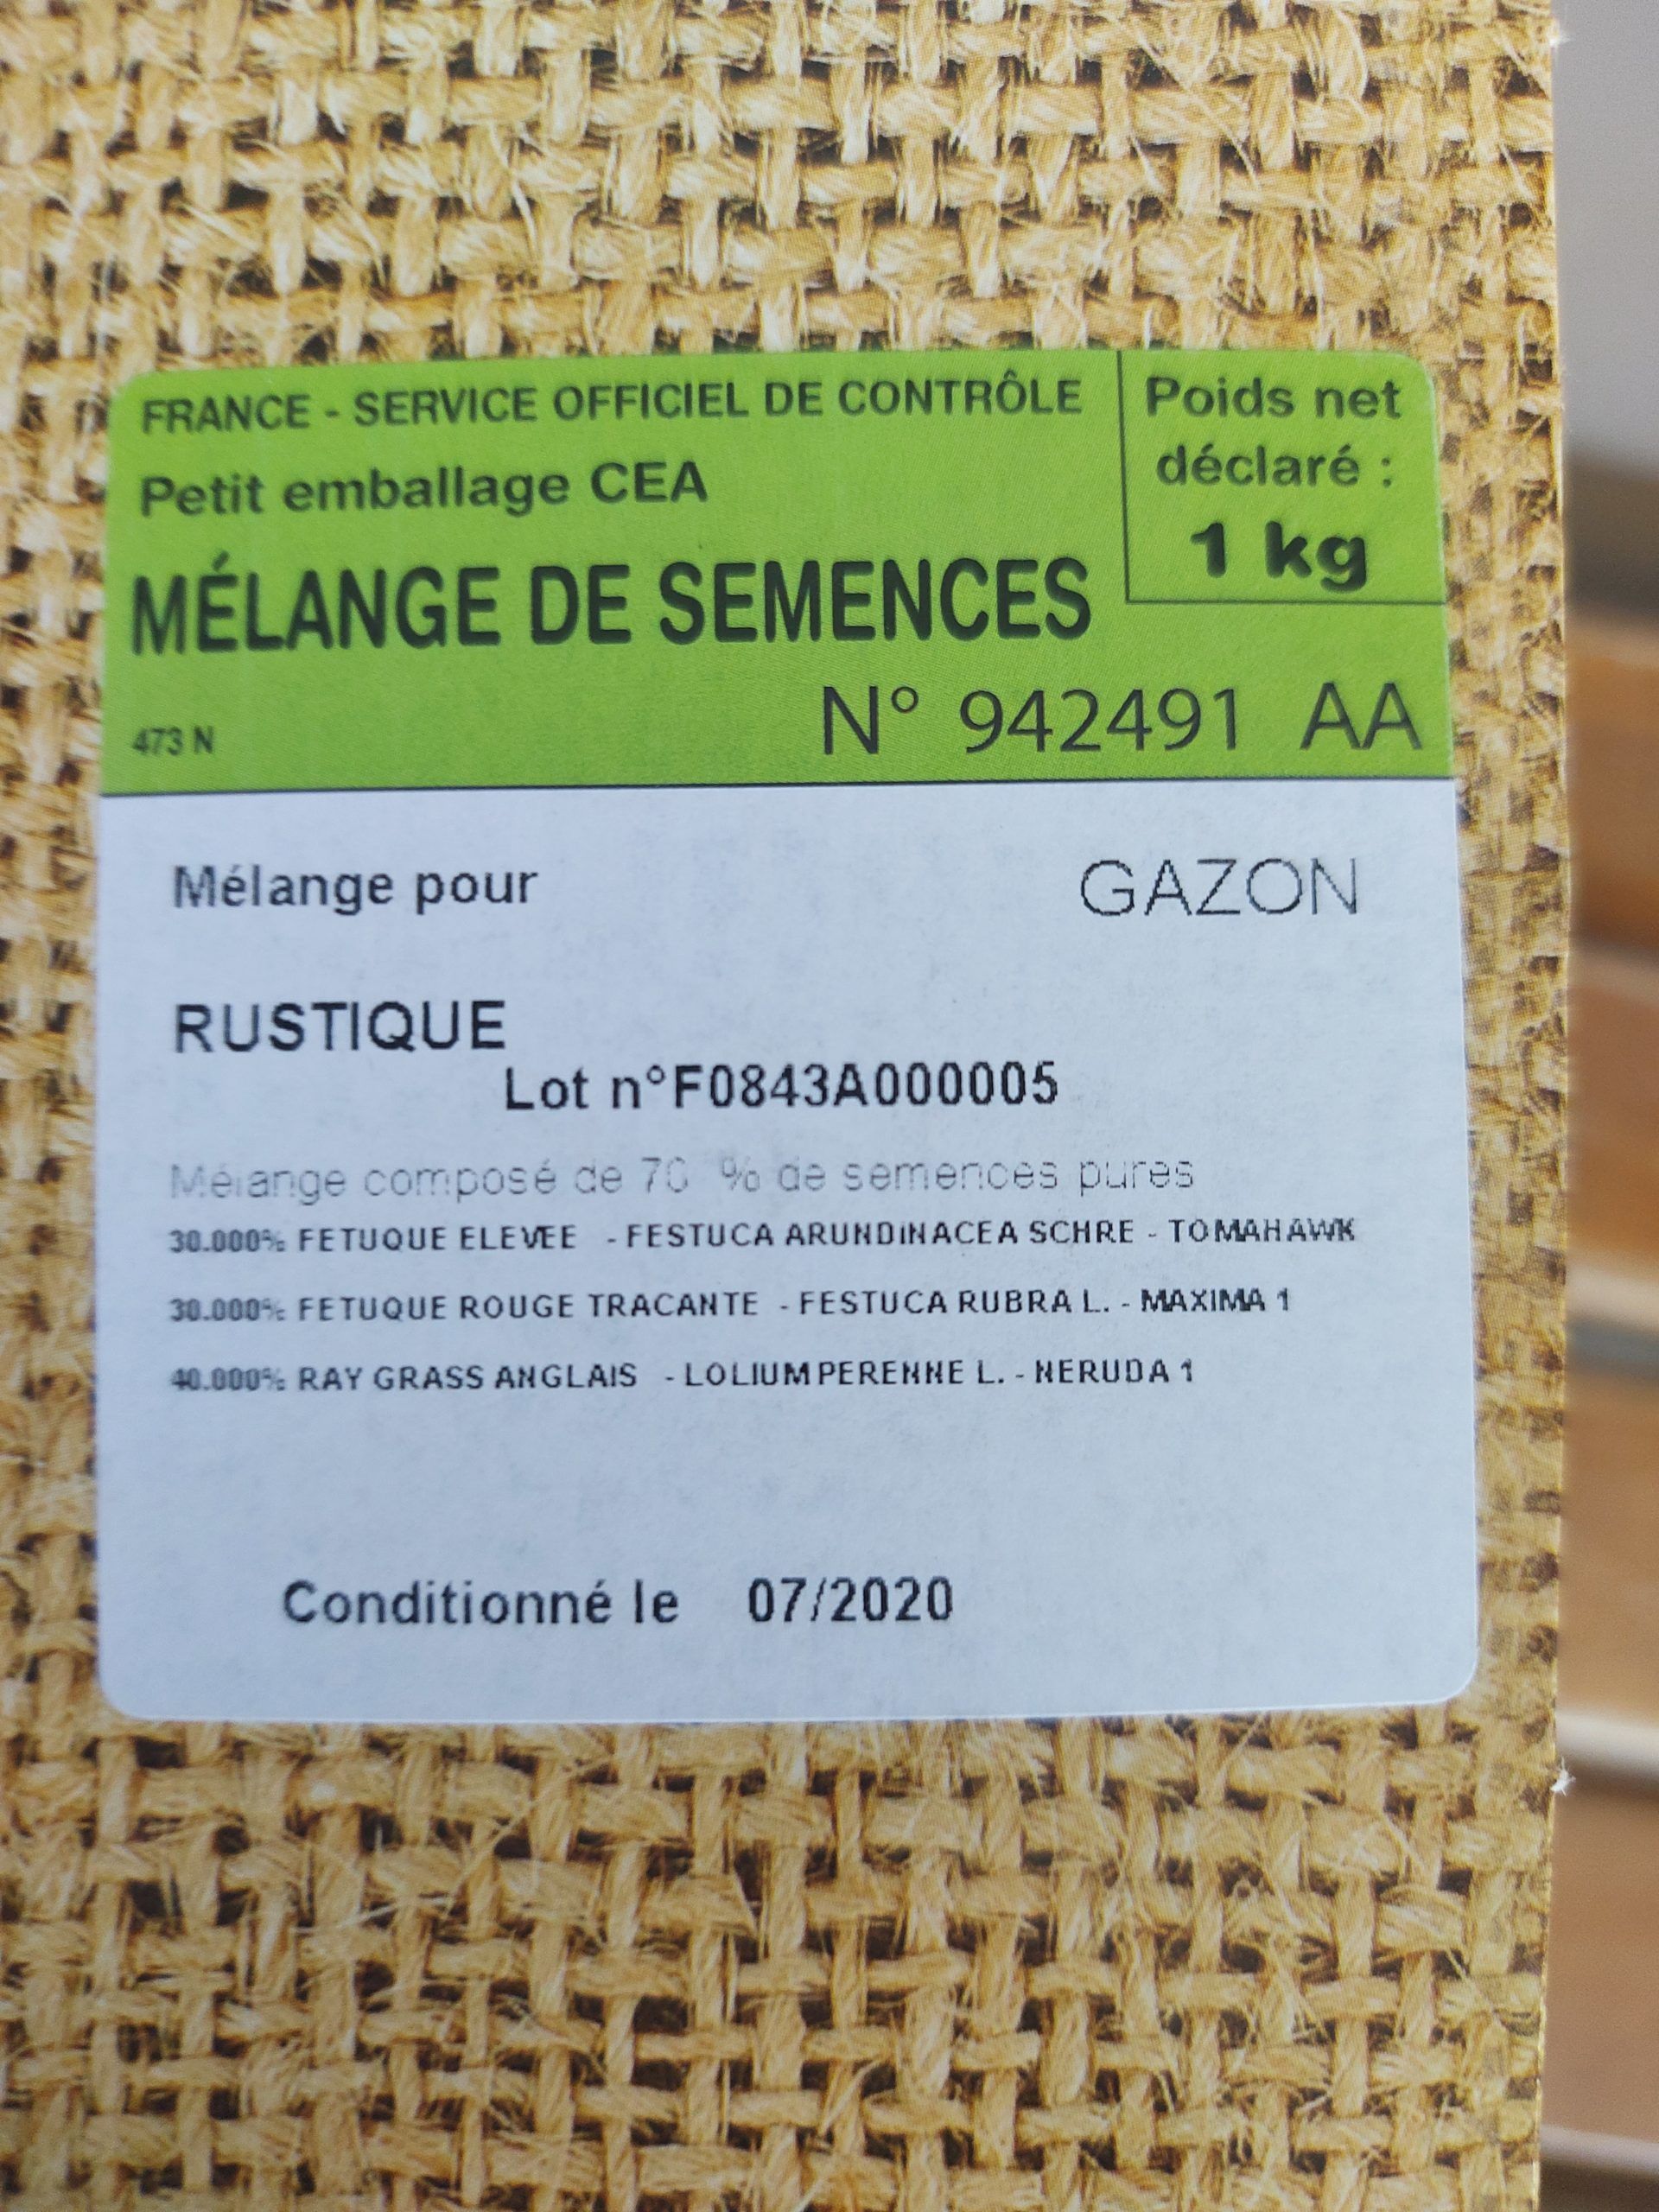 FRANCE - SERVICE OFFICIEL DE CONTRÔLE
Petit emballage CEA
Poids net
déclaré :
1 kg
MÉLANGE DE SEMENCES
473 N
N° 942491 AA
Mélange pour GAZON
RUSTIQUE
Lot n°F0843A000005
Mélange composé de 70 % de semences pures
30.000% FETUQUE ELEVEE - FESTUCA ARUNDINACEA SCHRE - TOMAHAWK
30.000% FETUQUE ROUGE TRACANTE - FESTUCA RUBRA L. - MAXIMA 1
40.000% RAY GRASS ANGLAIS - LOLIUM PERENNE L. - NERUDA 1
Conditionné le 07/2020